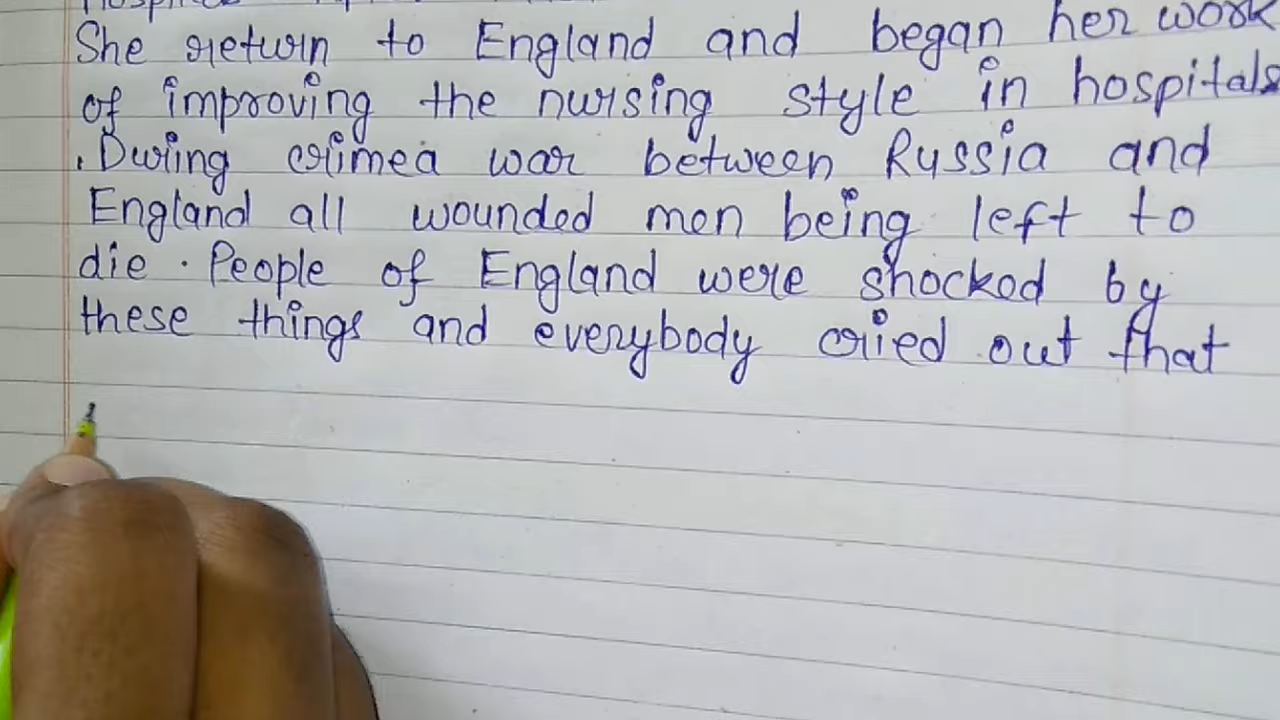 She return to England and began her work
of improving the nursing style in hospitals
. During crimea war between Russia and
England all wounded men being left to
die . People of England were shocked by
these things and everybody cried out that